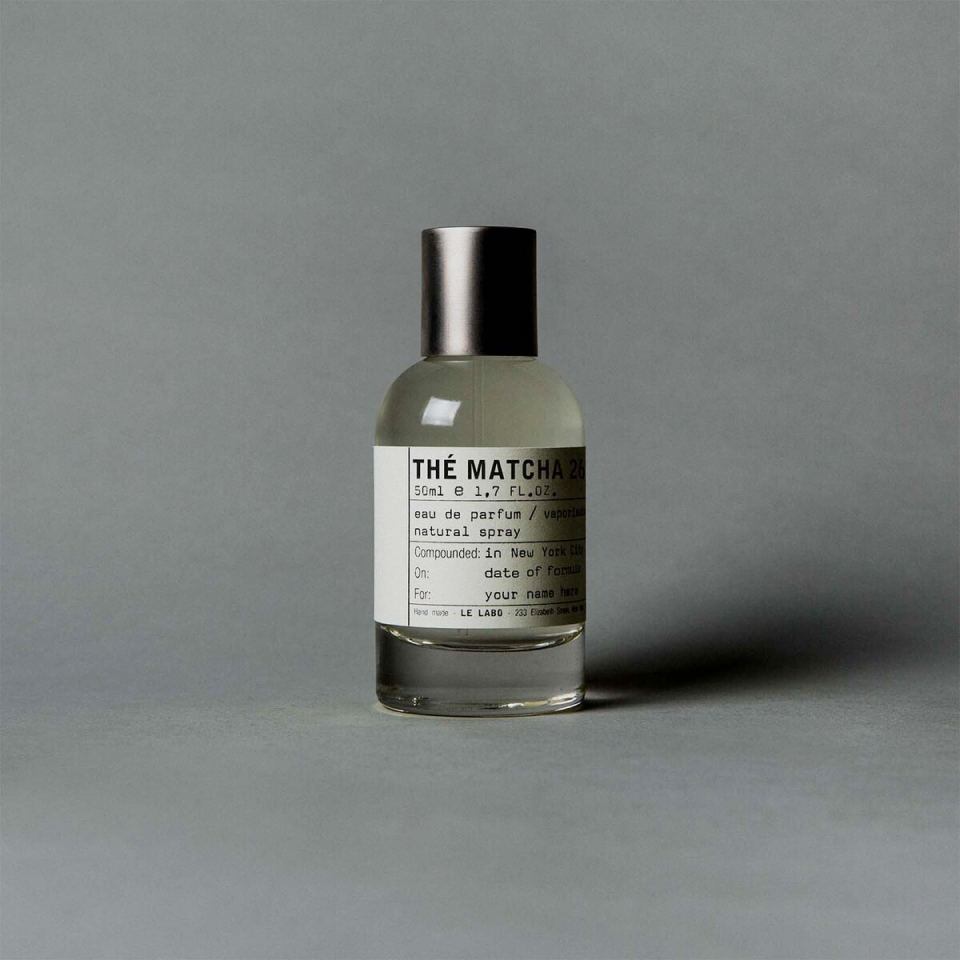 THÉ MATCHA 26
50ml e 1.7 FL.OZ.
eau de parfum / vaporisateur
natural spray
Compounded: in New York City
On: date of formula
For: your name here
Hand made - LE LABO - 233 Elizabeth Street, New